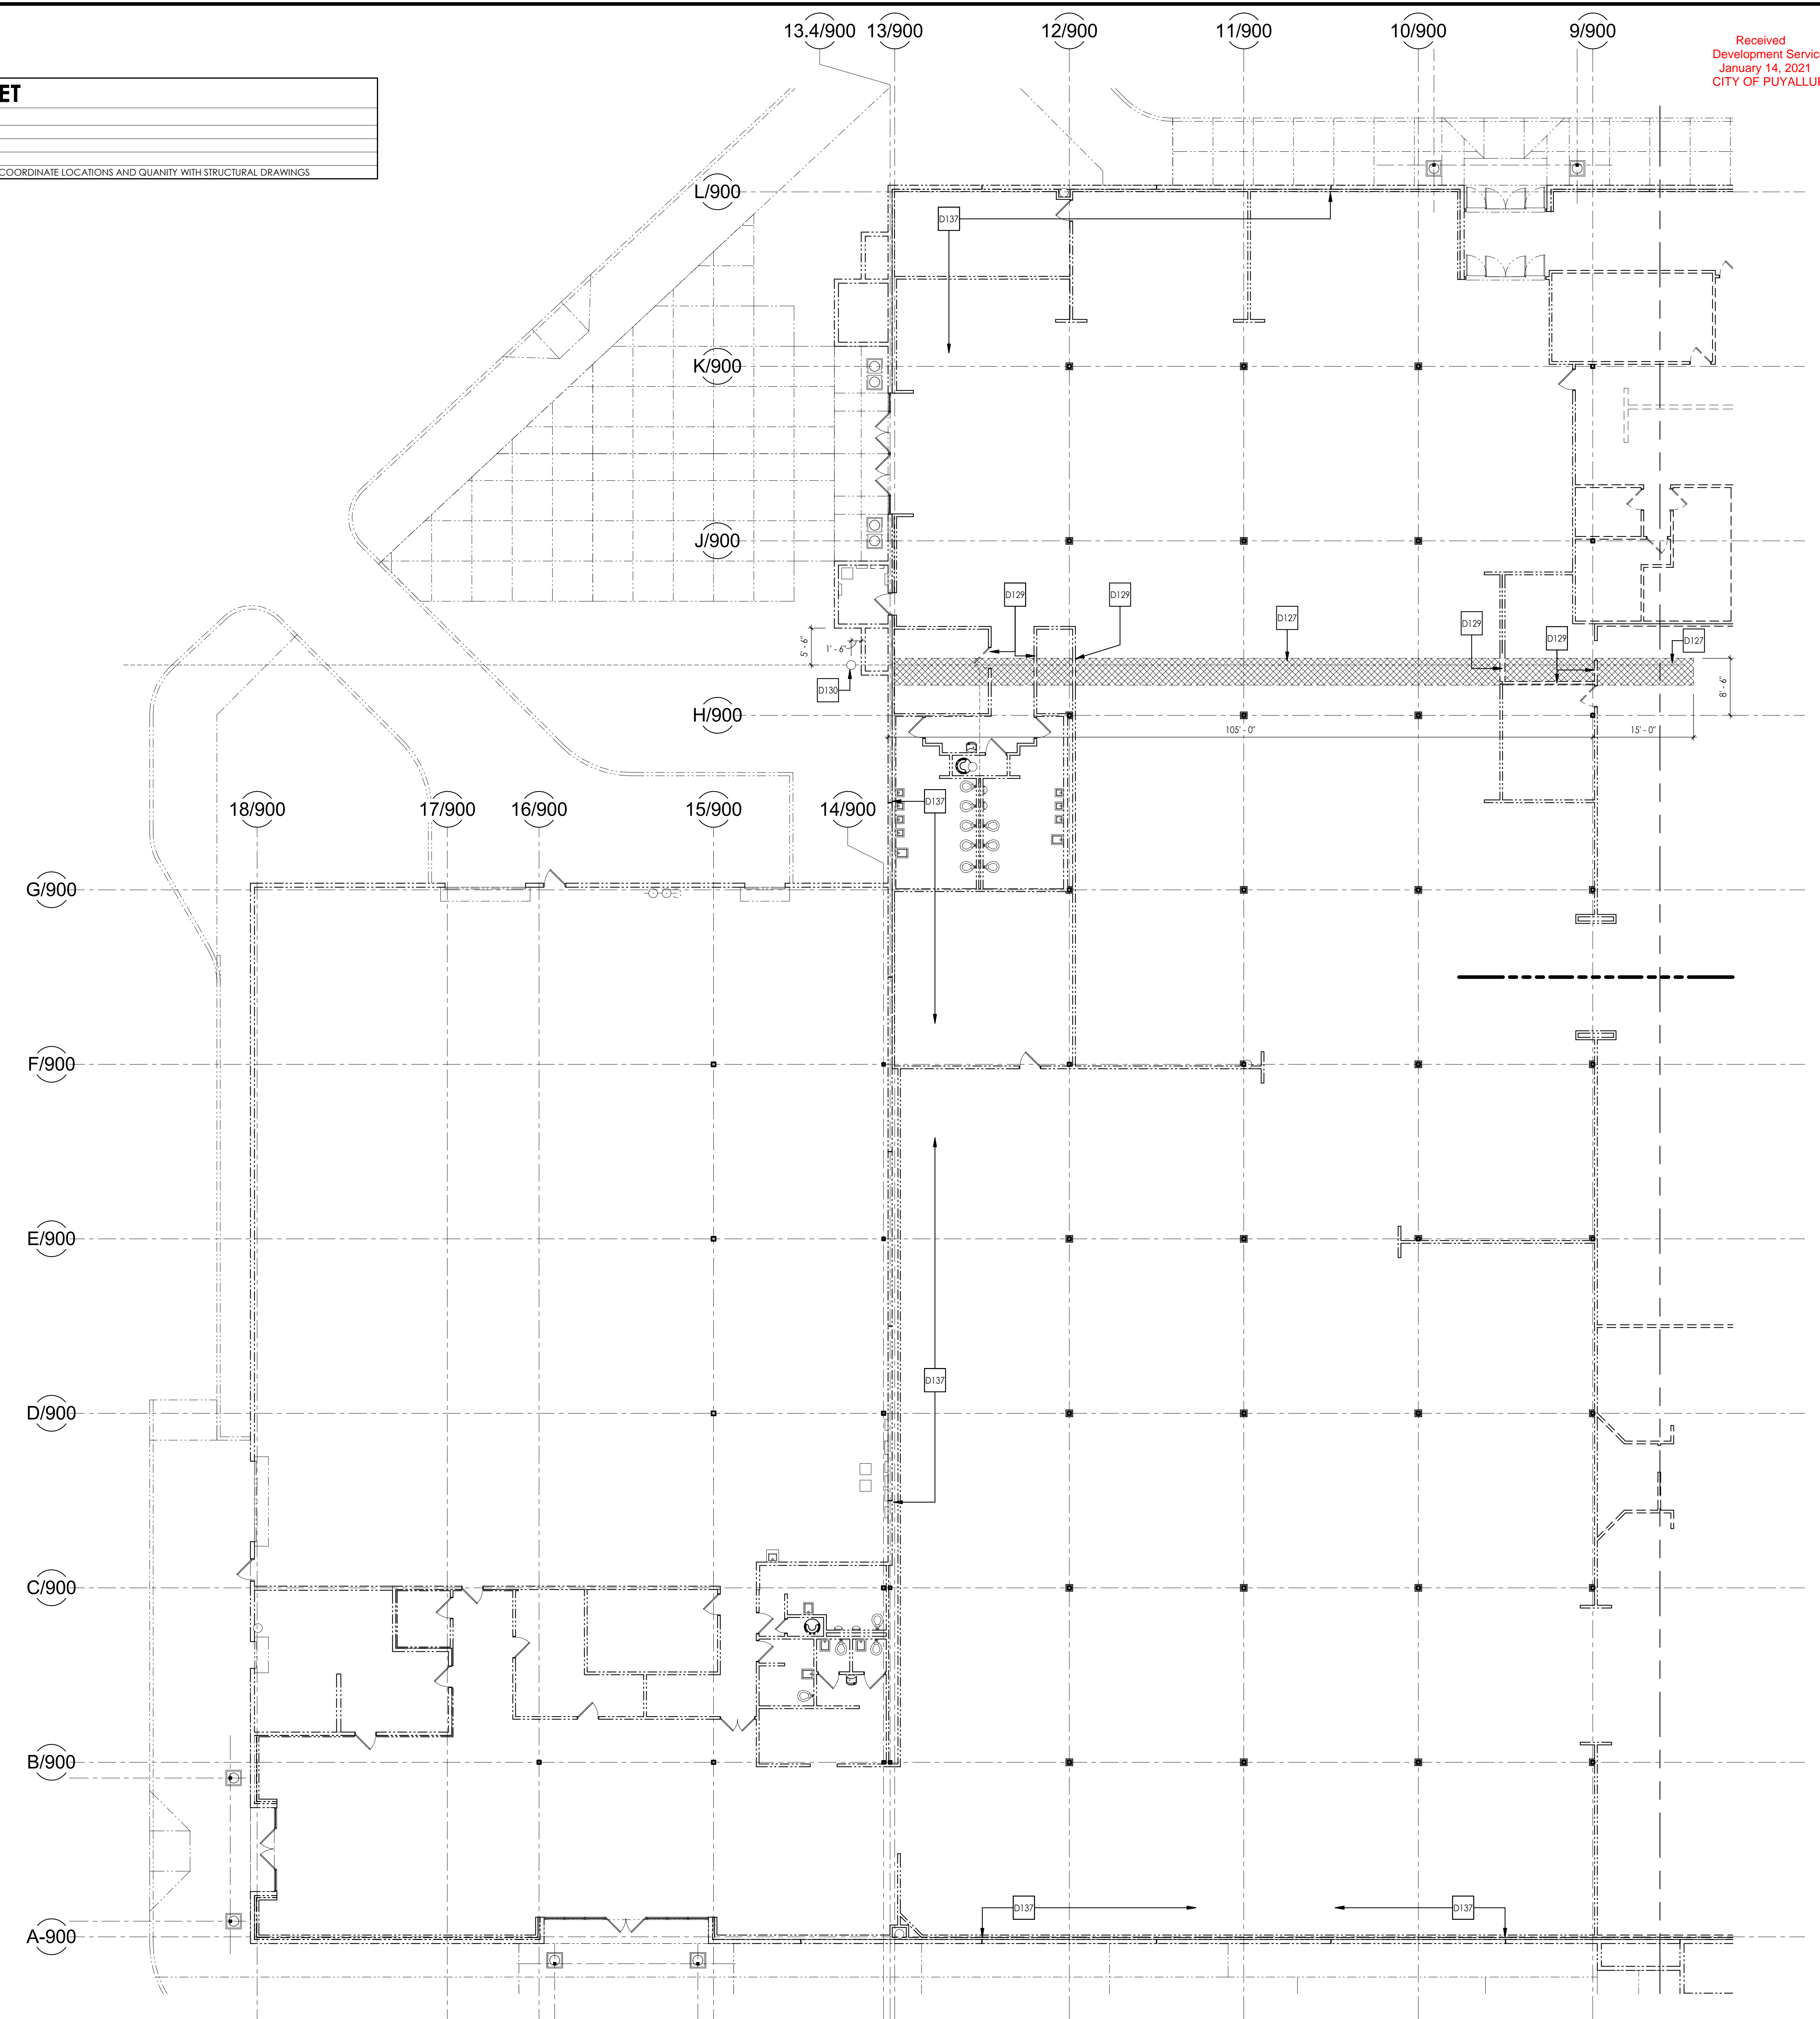 13.4/900 13/900 12/900 11/900 10/900 9/900
Received
Development Servic
January 14, 2021
CITY OF PUYALLUP
ET
COORDINATE LOCATIONS AND QUANITY WITH STRUCTURAL DRAWINGS
L/900
D137
K/900
J/900
D129
D129
D127
D129
D129
D127
5' - 6"
1' - 6"
D130
8' - 6"
H/900
105' - 0"
15' - 0"
18/900 17/900 16/900 15/900 14/900
D137
G/900
F/900
E/900
D137
D/900
C/900
B/900
D137
D137
A-900